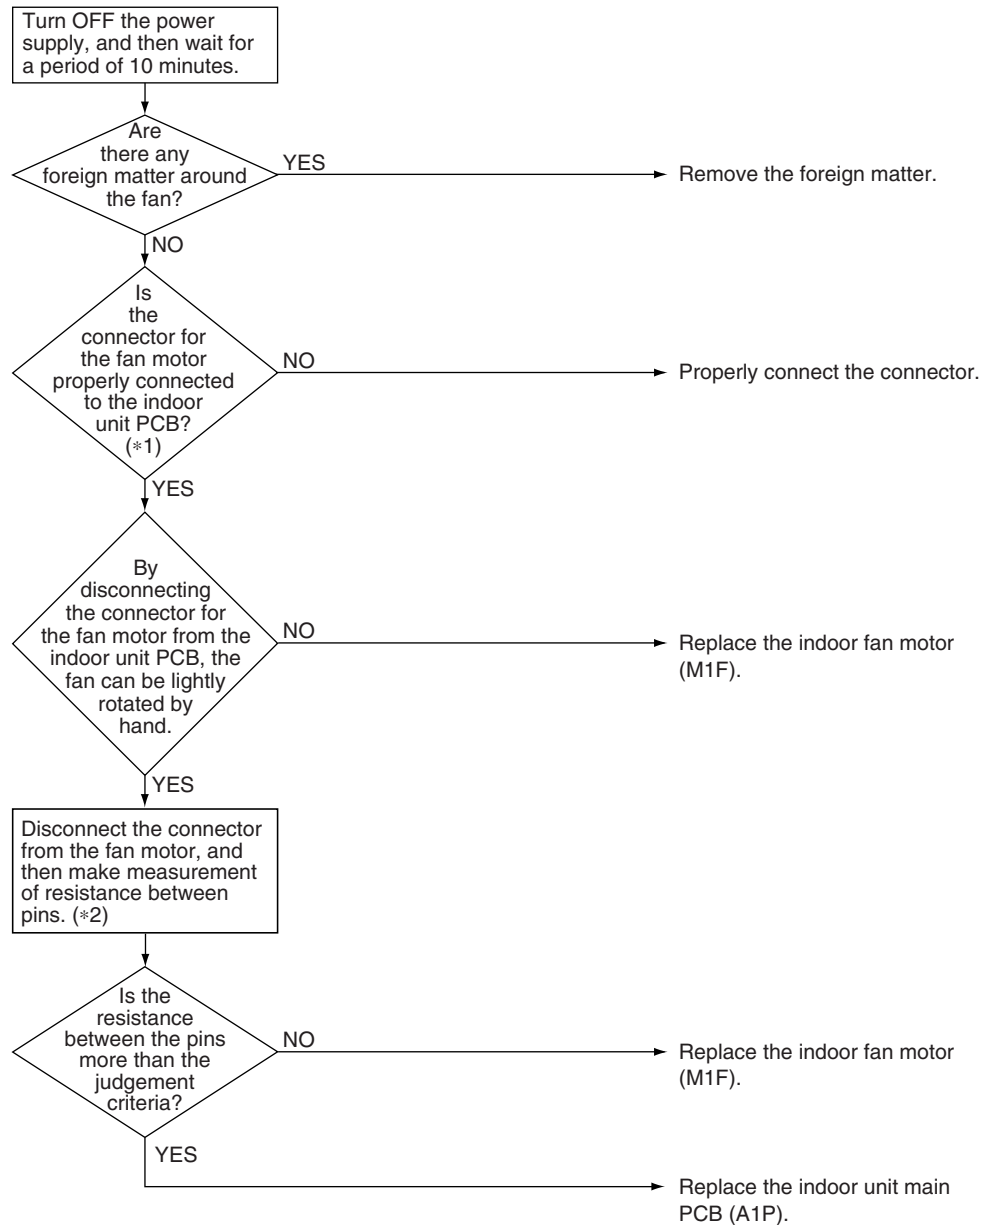 Turn OFF the power
supply, and then wait for
a period of 10 minutes.
Are
there any
foreign matter around
the fan?
YES
Remove the foreign matter.
NO
Is
the
connector for
the fan motor
properly connected
to the indoor
unit PCB?
(*1)
NO
Properly connect the connector.
YES
By
disconnecting
the connector for
the fan motor from the
indoor unit PCB, the
fan can be lightly
rotated by
hand.
NO
Replace the indoor fan motor
(M1F).
YES
Disconnect the connector
from the fan motor, and
then make measurement
of resistance between
pins. (*2)
Is the
resistance
between the pins
more than the
judgement
criteria?
NO
Replace the indoor fan motor
(M1F).
YES
Replace the indoor unit main
PCB (A1P).